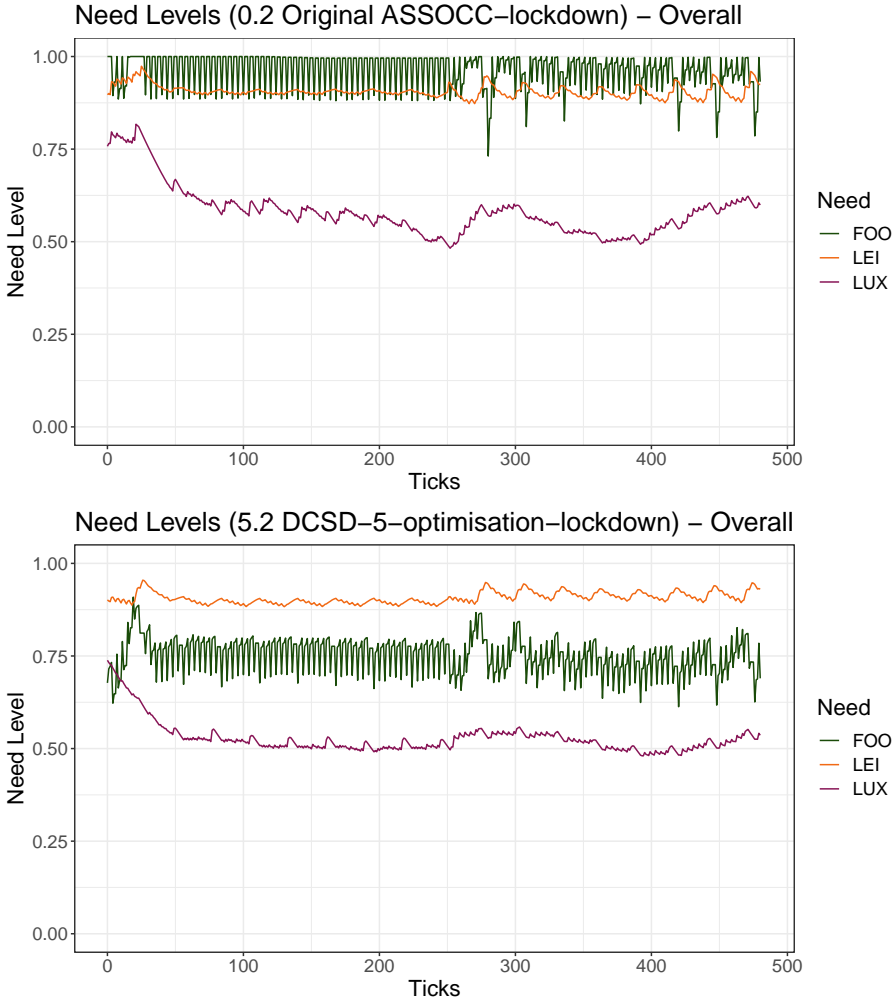 Need Levels (0.2 Original ASSOCC−lockdown) − Overall
1.00
0.75
0.50
0.25
0.00
Need Level
0 100 200 300 400 500
Ticks
Need
FOO
LEI
LUX
Need Levels (5.2 DCSD−5−optimisation−lockdown) − Overall
1.00
0.75
0.50
0.25
0.00
Need Level
0 100 200 300 400 500
Ticks
Need
FOO
LEI
LUX